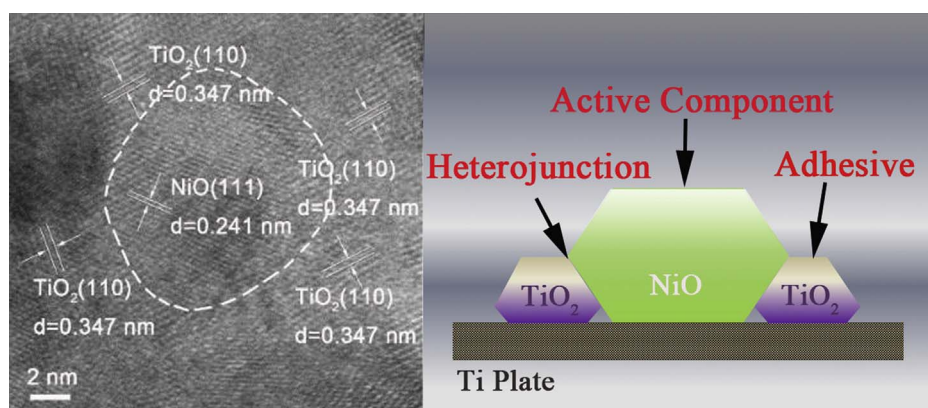 TiO2(110)
d=0.347 nm
TiO2(110)
d=0.347 nm
NiO(111)
d=0.241 nm
TiO2(110)
d=0.347 nm
TiO2(110)
d=0.347 nm
2 nm
Active Component
Heterojunction
Adhesive
TiO2
NiO
TiO2
Ti Plate